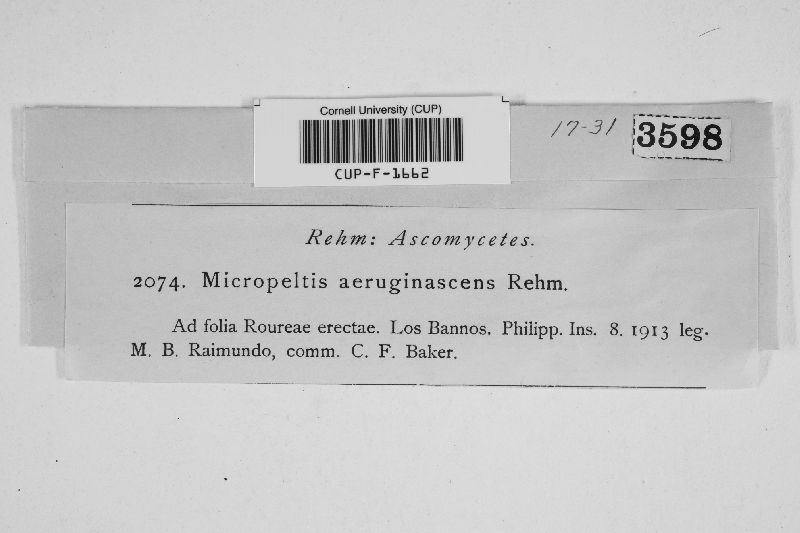 Cornell University (CUP)
CUP-F-1662
17-31
3598
Rehm: Ascomycetes.
2074. Micropeltis aeruginascens Rehm.
Ad folia Roureae erectae. Los Bannos. Philipp. Ins. 8. 1913 leg.
M. B. Raimundo, comm. C. F. Baker.